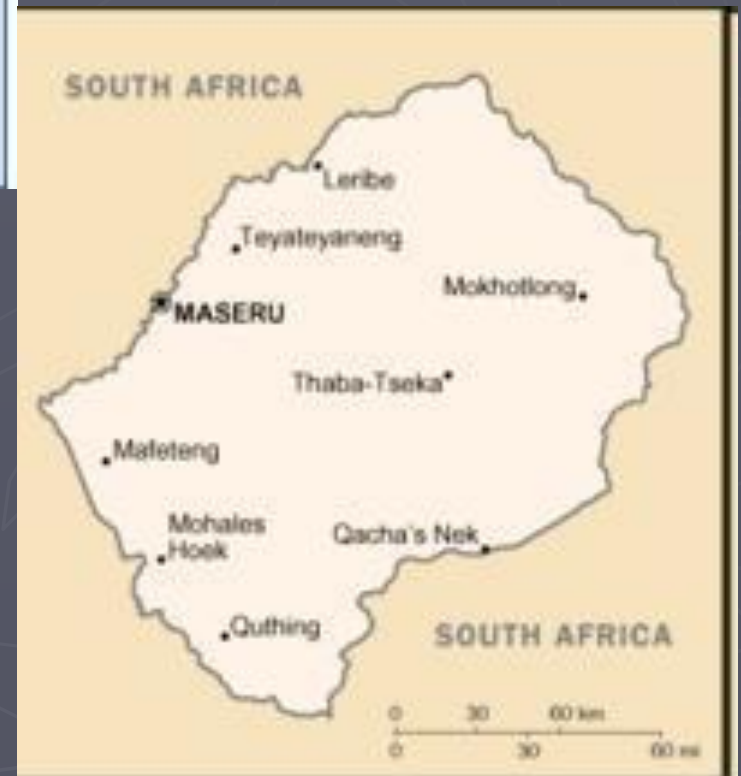 SOUTH AFRICA
Leribe
Teyateyaneng
Mokhotlong
MASERU
Thaba-Tseka
Mafeteng
Mohales
Hoek
Qacha's Nek
Quthing
SOUTH AFRICA
0 30 60 km
0 30 60 mi